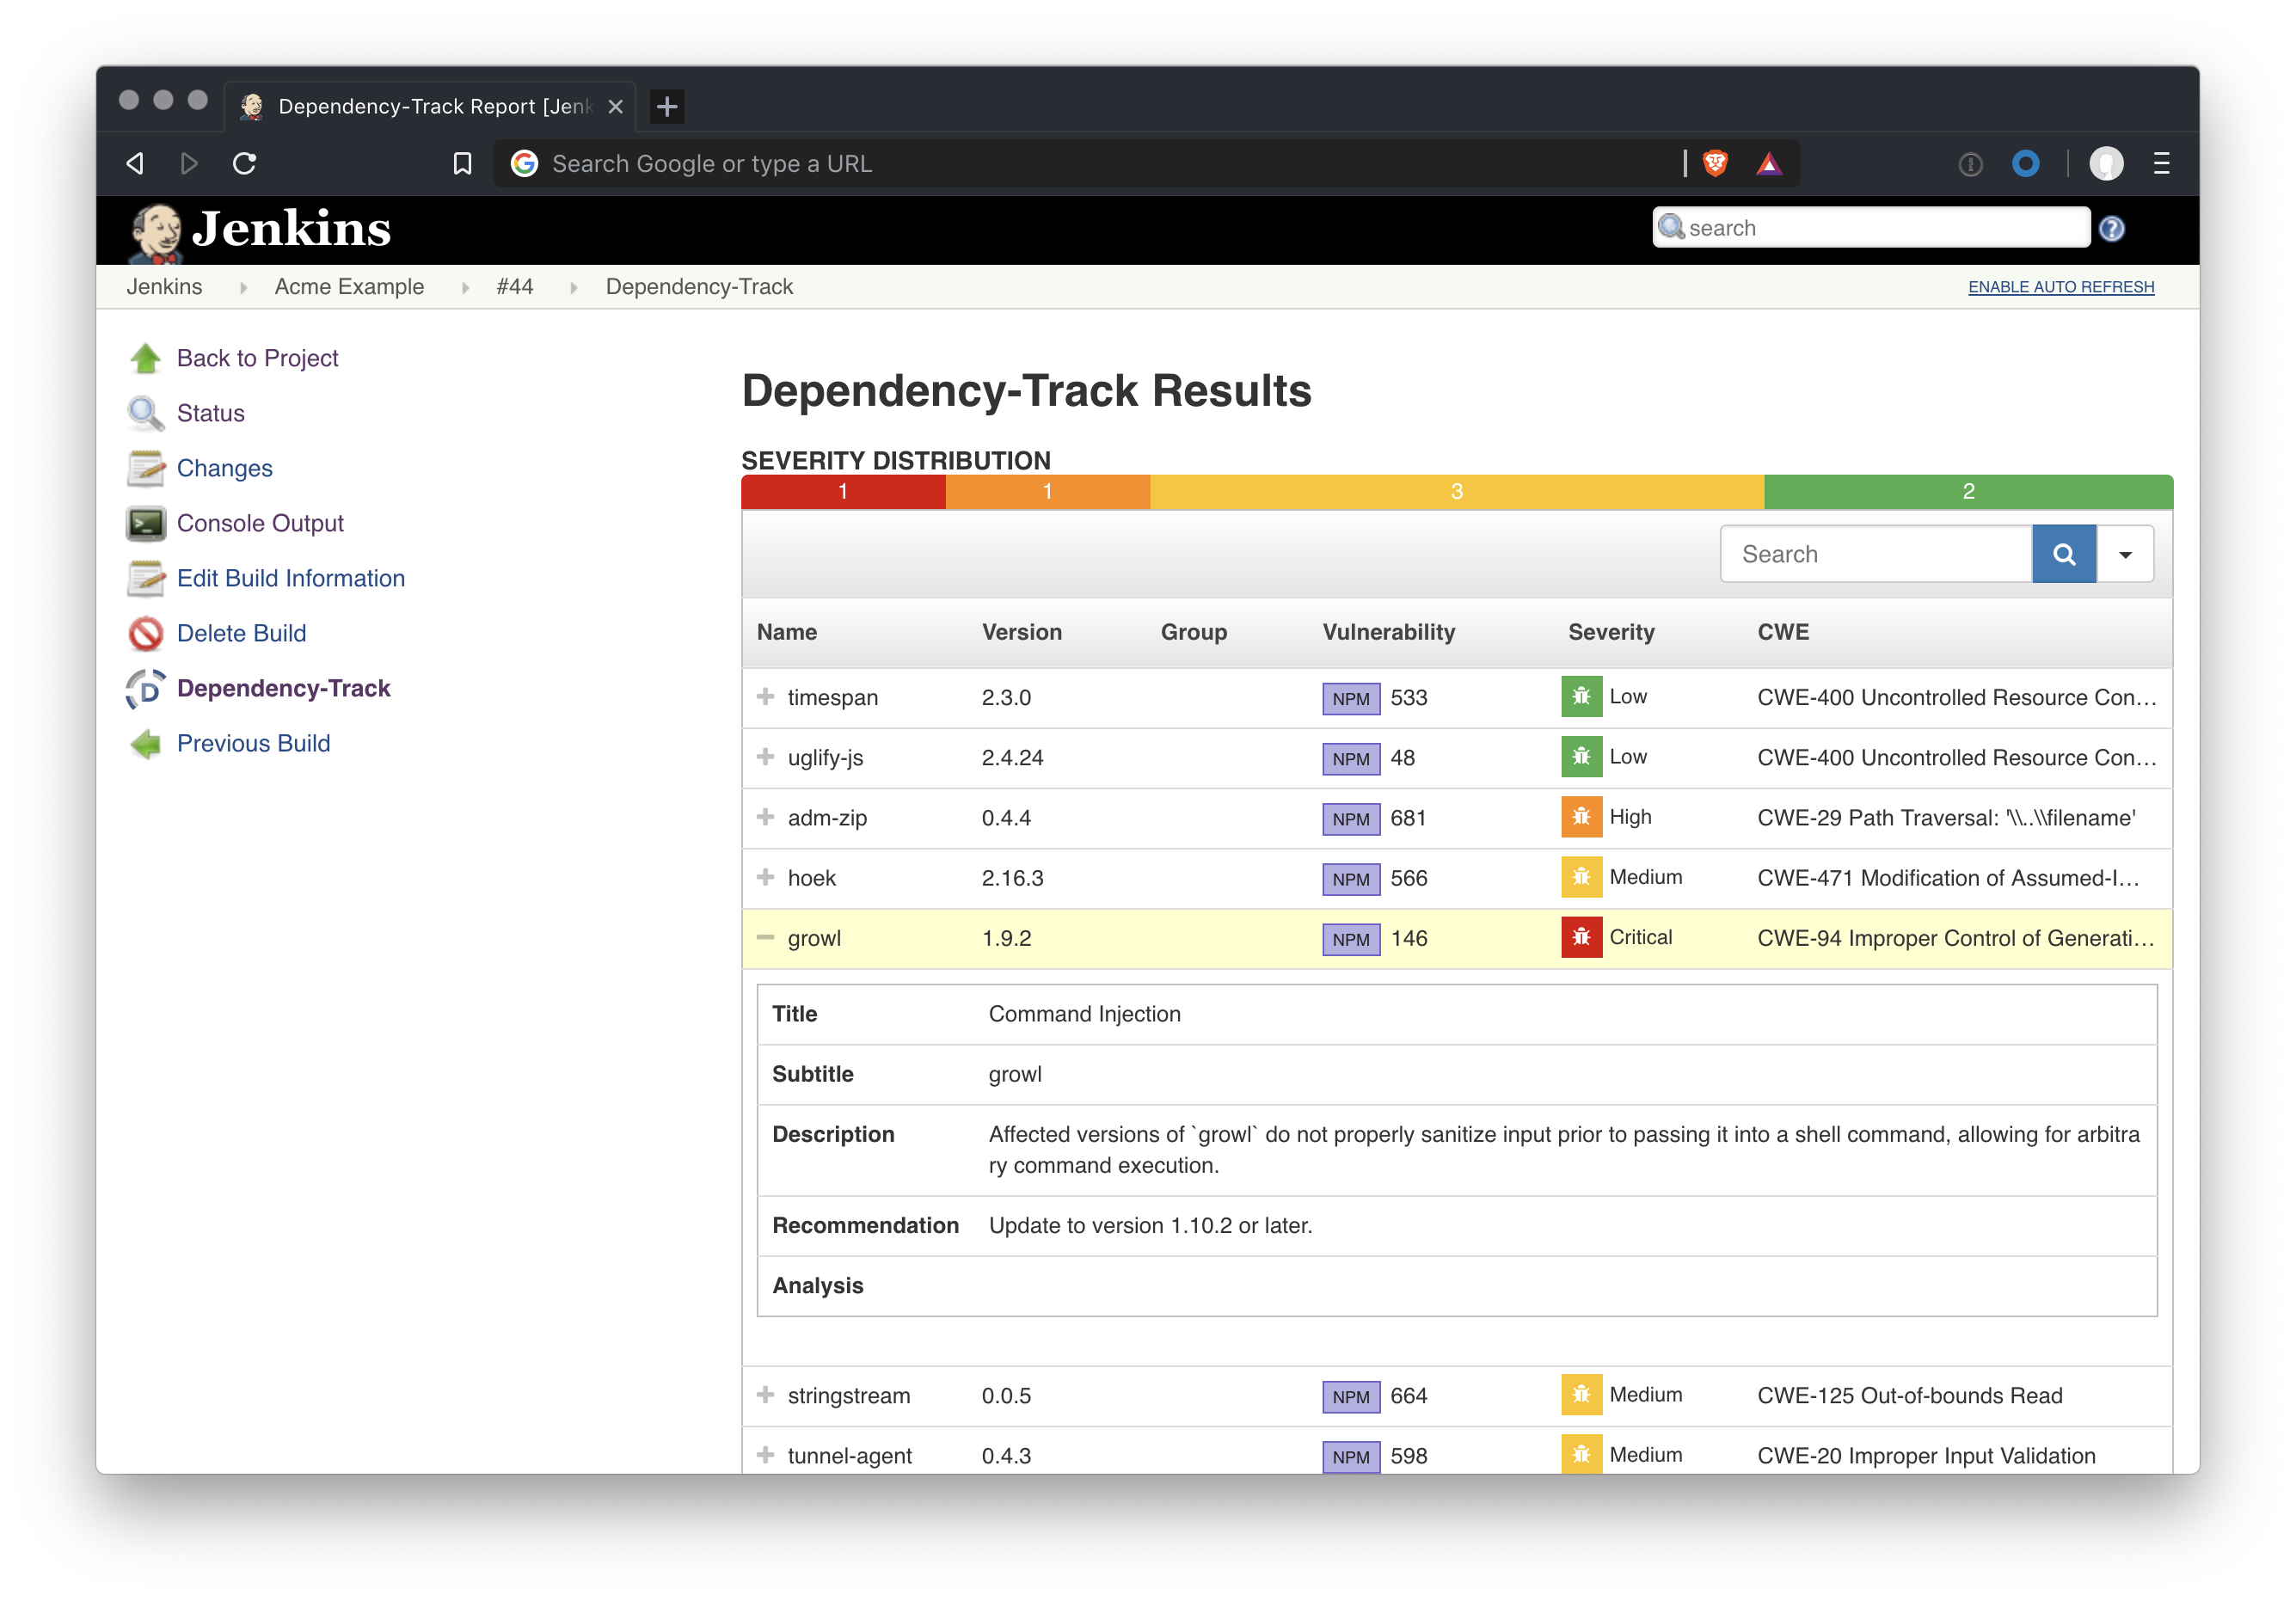 Dependency-Track Report [Jenk
Search Google or type a URL
Jenkins
search
Jenkins Acme Example #44 Dependency-Track ENABLE AUTO REFRESH
Back to Project
Status
Changes
Console Output
Edit Build Information
Delete Build
Dependency-Track
Previous Build
Dependency-Track Results
SEVERITY DISTRIBUTION
1 1 3 2
Search
Name Version Group Vulnerability Severity CWE
timespan 2.3.0 NPM 533 Low CWE-400 Uncontrolled Resource Con…
uglify-js 2.4.24 NPM 48 Low CWE-400 Uncontrolled Resource Con…
adm-zip 0.4.4 NPM 681 High CWE-29 Path Traversal: '\\..\\filename'
hoek 2.16.3 NPM 566 Medium CWE-471 Modification of Assumed-I…
growl 1.9.2 NPM 146 Critical CWE-94 Improper Control of Generati…
Title Command Injection
Subtitle growl
Description Affected versions of `growl` do not properly sanitize input prior to passing it into a shell command, allowing for arbitra
ry command execution.
Recommendation Update to version 1.10.2 or later.
Analysis
stringstream 0.0.5 NPM 664 Medium CWE-125 Out-of-bounds Read
tunnel-agent 0.4.3 NPM 598 Medium CWE-20 Improper Input Validation